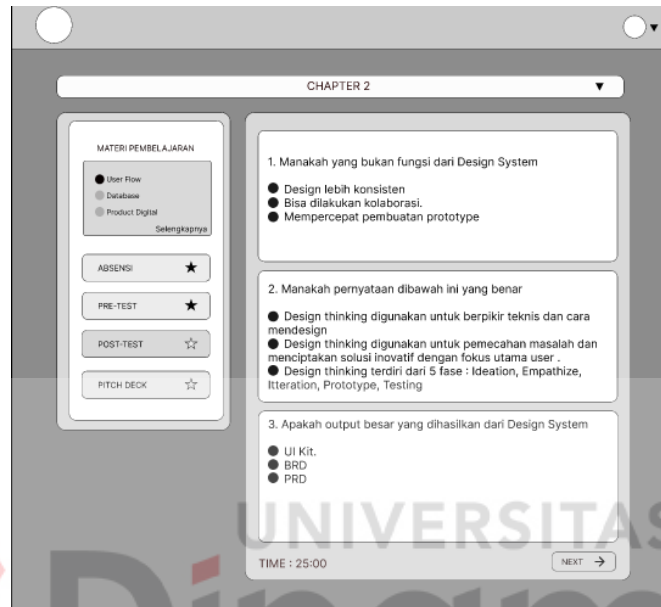 CHAPTER 2
MATERI PEMBELAJARAN
User Flow
Database
Product Digital
Selengkapnya
ABSENSI
PRE-TEST
POST-TEST
PITCH DECK
1. Manakah yang bukan fungsi dari Design System
Design lebih konsisten
Bisa dilakukan kolaborasi.
Mempercepat pembuatan prototype
2. Manakah pernyataan dibawah ini yang benar
Design thinking digunakan untuk berpikir teknis dan cara
mendesign
Design thinking digunakan untuk pemecahan masalah dan
menciptakan solusi inovatif dengan fokus utama user .
Design thinking terdiri dari 5 fase : Ideation, Empathize,
Itteration, Prototype, Testing
3. Apakah output besar yang dihasilkan dari Design System
UI Kit.
BRD
PRD
TIME : 25:00
NEXT
UNIVERSITAS